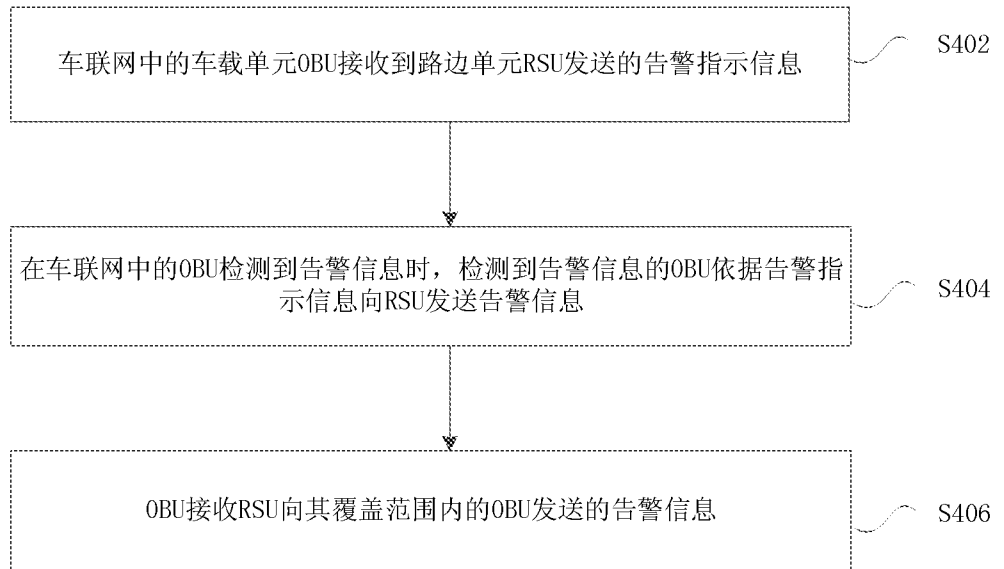 车联网中的车载单元OBU接收到路边单元RSU发送的告警指示信息
S402
在车联网中的OBU检测到告警信息时，检测到告警信息的OBU依据告警指
示信息向RSU发送告警信息
S404
OBU接收RSU向其覆盖范围内的OBU发送的告警信息
S406